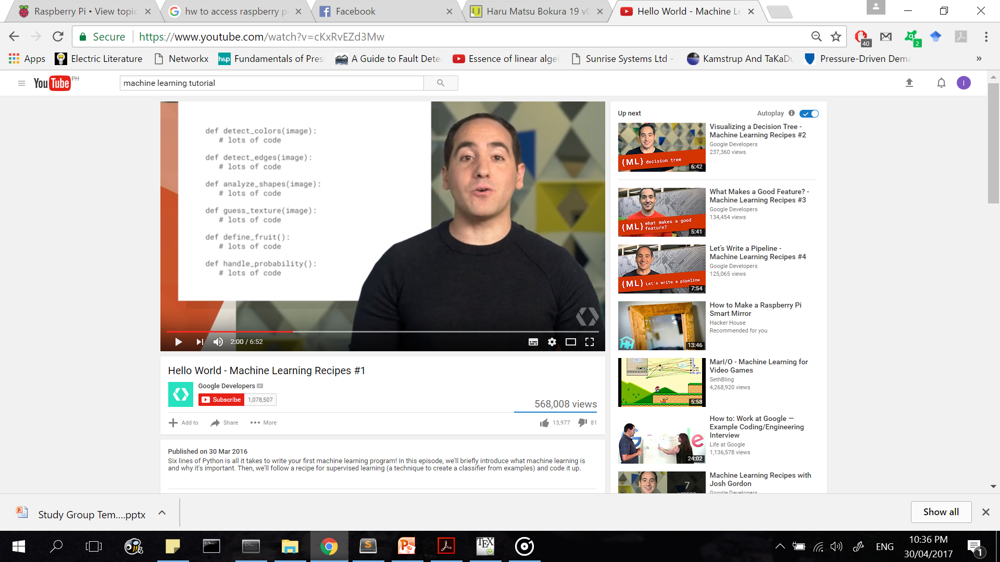 Raspberry Pi • View topic
hw to access raspberry p
Facebook
Haru Matsu Bokura 19 v0
Hello World - Machine Le
Secure
https://www.youtube.com/watch?v=cKxRvEZd3Mw
40
2
Apps
Electric Literature
Networkx
h&p
Fundamentals of Pres
A Guide to Fault Dete
Essence of linear alge
Sunrise Systems Ltd -
Kamstrup And TaKaDu
Pressure-Driven Dema
»
YouTube PH
machine learning tutorial
I
def detect_colors(image):
# lots of code
def detect_edges(image):
# lots of code
def analyze_shapes(image):
# lots of code
def guess_texture(image):
# lots of code
def define_fruit():
# lots of code
def handle_probability():
# lots of code
2:00 / 6:52
Hello World - Machine Learning Recipes #1
Google Developers
Subscribe 1,078,507
568,008 views
Add to
Share
More
13,977
81
Published on 30 Mar 2016
Six lines of Python is all it takes to write your first machine learning program! In this episode, we'll briefly introduce what machine learning is
and why it's important. Then, we'll follow a recipe for supervised learning (a technique to create a classifier from examples) and code it up.
Up next
Autoplay
{ML} decision tree
6:42
Visualizing a Decision Tree -
Machine Learning Recipes #2
Google Developers
237,360 views
{ML} what makes a good
feature?
5:41
What Makes a Good Feature? -
Machine Learning Recipes #3
Google Developers
134,454 views
{ML} Let's write a pipeline
7:54
Let's Write a Pipeline -
Machine Learning Recipes #4
Google Developers
125,065 views
HH
13:46
How to Make a Raspberry Pi
Smart Mirror
Hacker House
Recommended for you
5:58
MarI/O - Machine Learning for
Video Games
SethBling
4,268,920 views
24:02
How to: Work at Google —
Example Coding/Engineering
Interview
Life at Google
1,136,578 views
7
VIDEOS
Machine Learning Recipes with
Josh Gordon
Google Developers
Study Group Tem....pptx
Show all
ENG
10:36 PM
30/04/2017
1